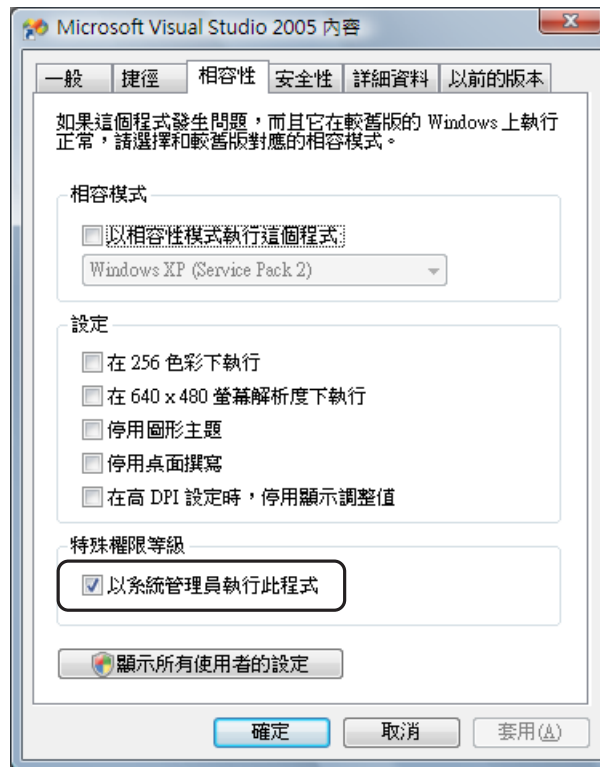 Microsoft Visual Studio 2005 內容
一般 捷徑 相容性 安全性 詳細資料 以前的版本
如果這個程式發生問題，而且它在較舊版的 Windows 上執行
正常，請選擇和較舊版對應的相容模式。
相容模式
以相容性模式執行這個程式:
Windows XP (Service Pack 2)
設定
在 256 色彩下執行
在 640 x 480 螢幕解析度下執行
停用圖形主題
停用桌面撰寫
在高 DPI 設定時，停用顯示調整值
特殊權限等級
以系統管理員執行此程式
顯示所有使用者的設定
確定 取消 套用(A)